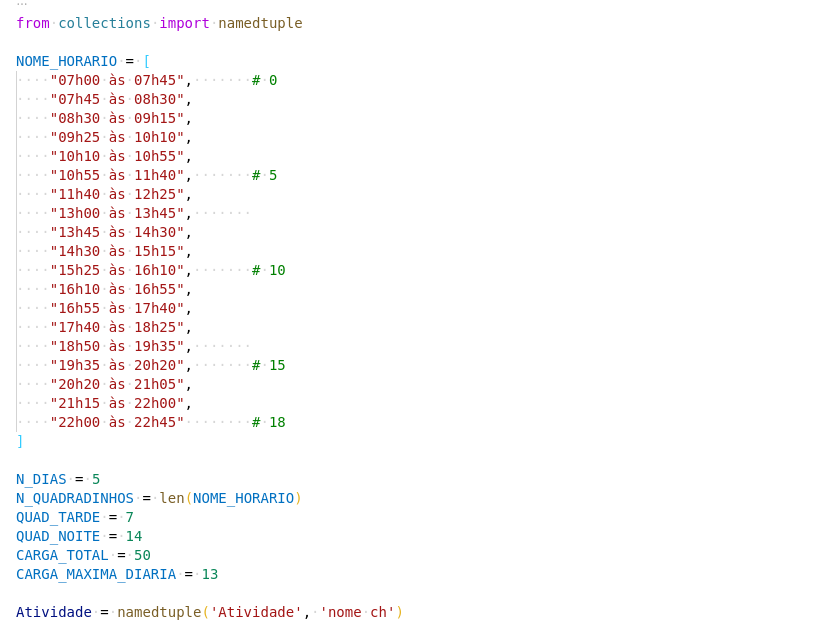 ...
from collections import namedtuple
NOME_HORARIO = [
    "07h00 às 07h45",       # 0
    "07h45 às 08h30",
    "08h30 às 09h15",
    "09h25 às 10h10",
    "10h10 às 10h55",
    "10h55 às 11h40",       # 5
    "11h40 às 12h25",
    "13h00 às 13h45",
    "13h45 às 14h30",
    "14h30 às 15h15",
    "15h25 às 16h10",       # 10
    "16h10 às 16h55",
    "16h55 às 17h40",
    "17h40 às 18h25",
    "18h50 às 19h35",
    "19h35 às 20h20",       # 15
    "20h20 às 21h05",
    "21h15 às 22h00",
    "22h00 às 22h45"        # 18
]
N_DIAS = 5
N_QUADRADINHOS = len(NOME_HORARIO)
QUAD_TARDE = 7
QUAD_NOITE = 14
CARGA_TOTAL = 50
CARGA_MAXIMA_DIARIA = 13
Atividade = namedtuple('Atividade', 'nome ch')